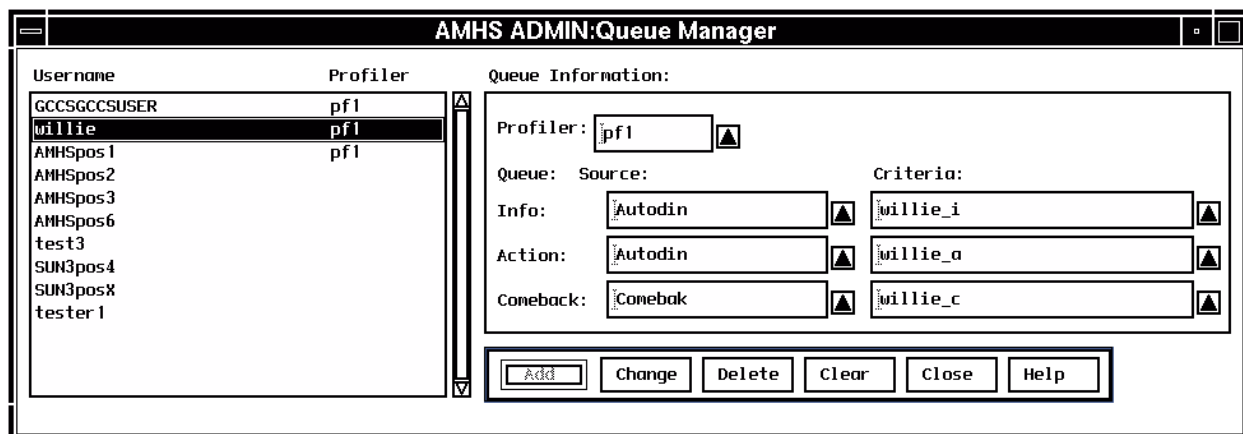 AMHS ADMIN:Queue Manager
Username Profiler
GCCSGCCSUSER pf1
willie pf1
AMHSpos1 pf1
AMHSpos2
AMHSpos3
AMHSpos6
test3
SUN3pos4
SUN3posX
tester1
Queue Information:
Profiler: pf1
Queue: Source: Criteria:
Info: Autodin willie_i
Action: Autodin willie_a
Comeback: Comebak willie_c
Add Change Delete Clear Close Help